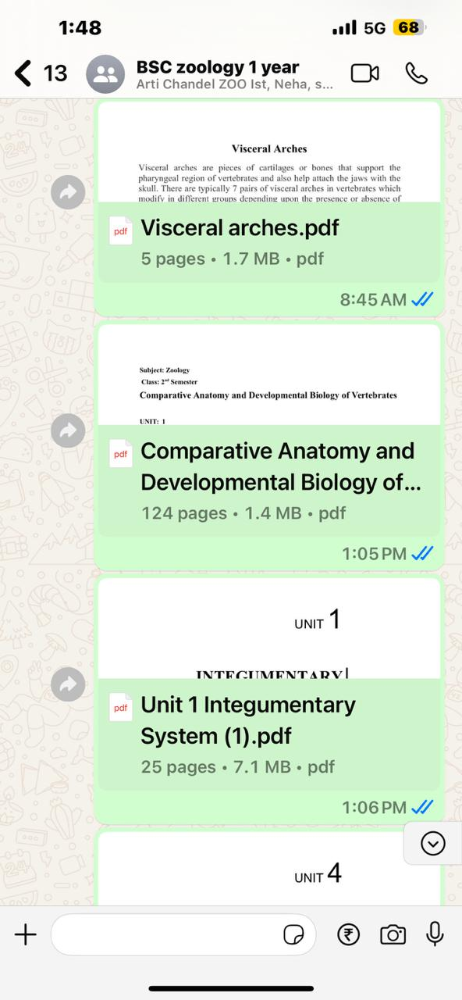 1:48 5G 68
13 BSC zoology 1 year
Arti Chandel ZOO Ist, Neha, s...
Visceral Arches
Visceral arches are pieces of cartilages or bones that support the
pharyngeal region of vertebrates and also help attach the jaws with the
skull. There are typically 7 pairs of visceral arches in vertebrates which
modify in different groups depending upon the presence or absence of
pdf Visceral arches.pdf
5 pages • 1.7 MB • pdf
8:45 AM
Subject: Zoology
Class: 2nd Semester
Comparative Anatomy and Developmental Biology of Vertebrates
UNIT: 1
pdf Comparative Anatomy and
Developmental Biology of...
124 pages • 1.4 MB • pdf
1:05 PM
UNIT 1
INTEGUMENTARY
pdf Unit 1 Integumentary
System (1).pdf
25 pages • 7.1 MB • pdf
1:06 PM
UNIT 4